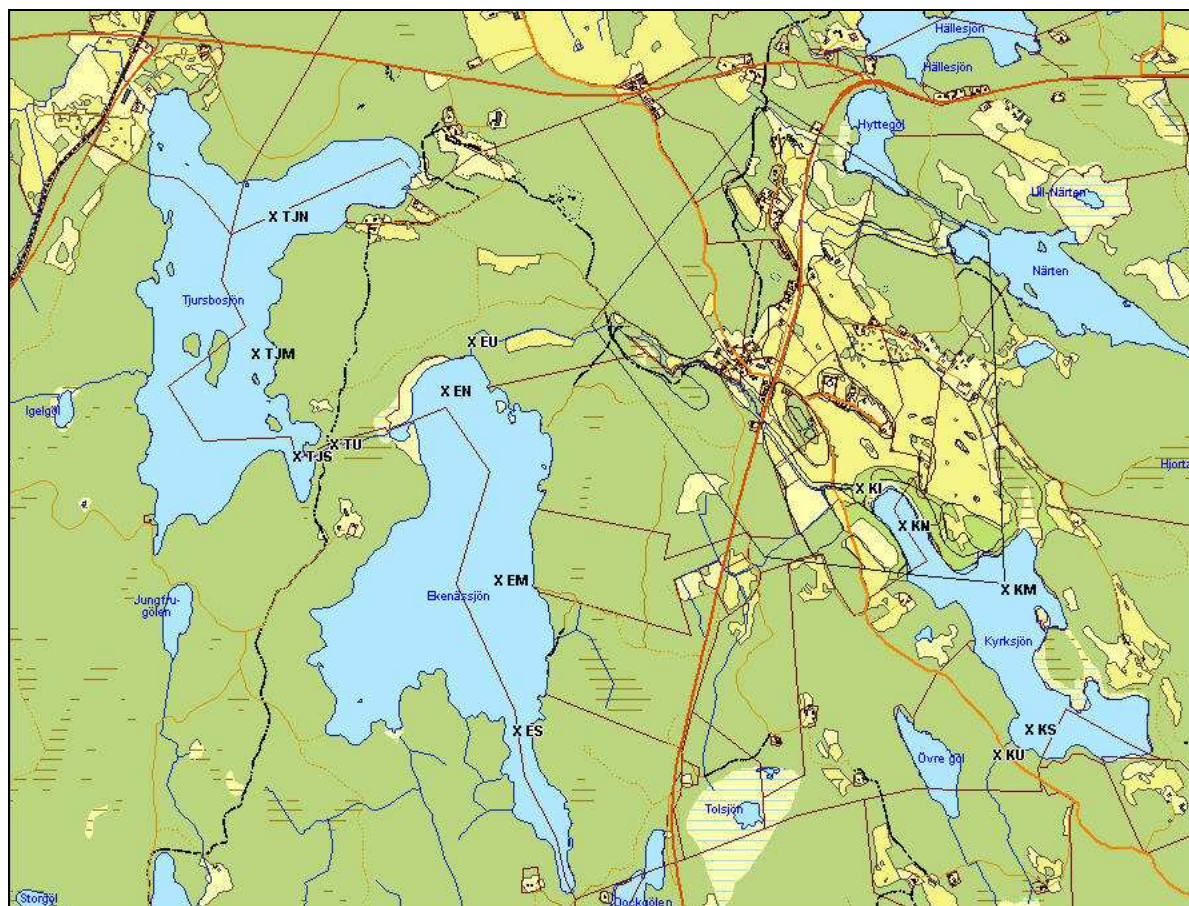 Hällesjön
Hällesjön
Hyttegöl
Lill-Närten
X TJN
Närten
Tjursbosjön
X EU
X TJM
X EN
Igelgöl
X TU
X TJS
X KI
X KN
X EM
X KM
Jungfru-
gölen
Ekenässjön
Kyrksjön
X ES
X KS
X KU
Övre göl
Tolsjön
Storgöl
Dockgölen